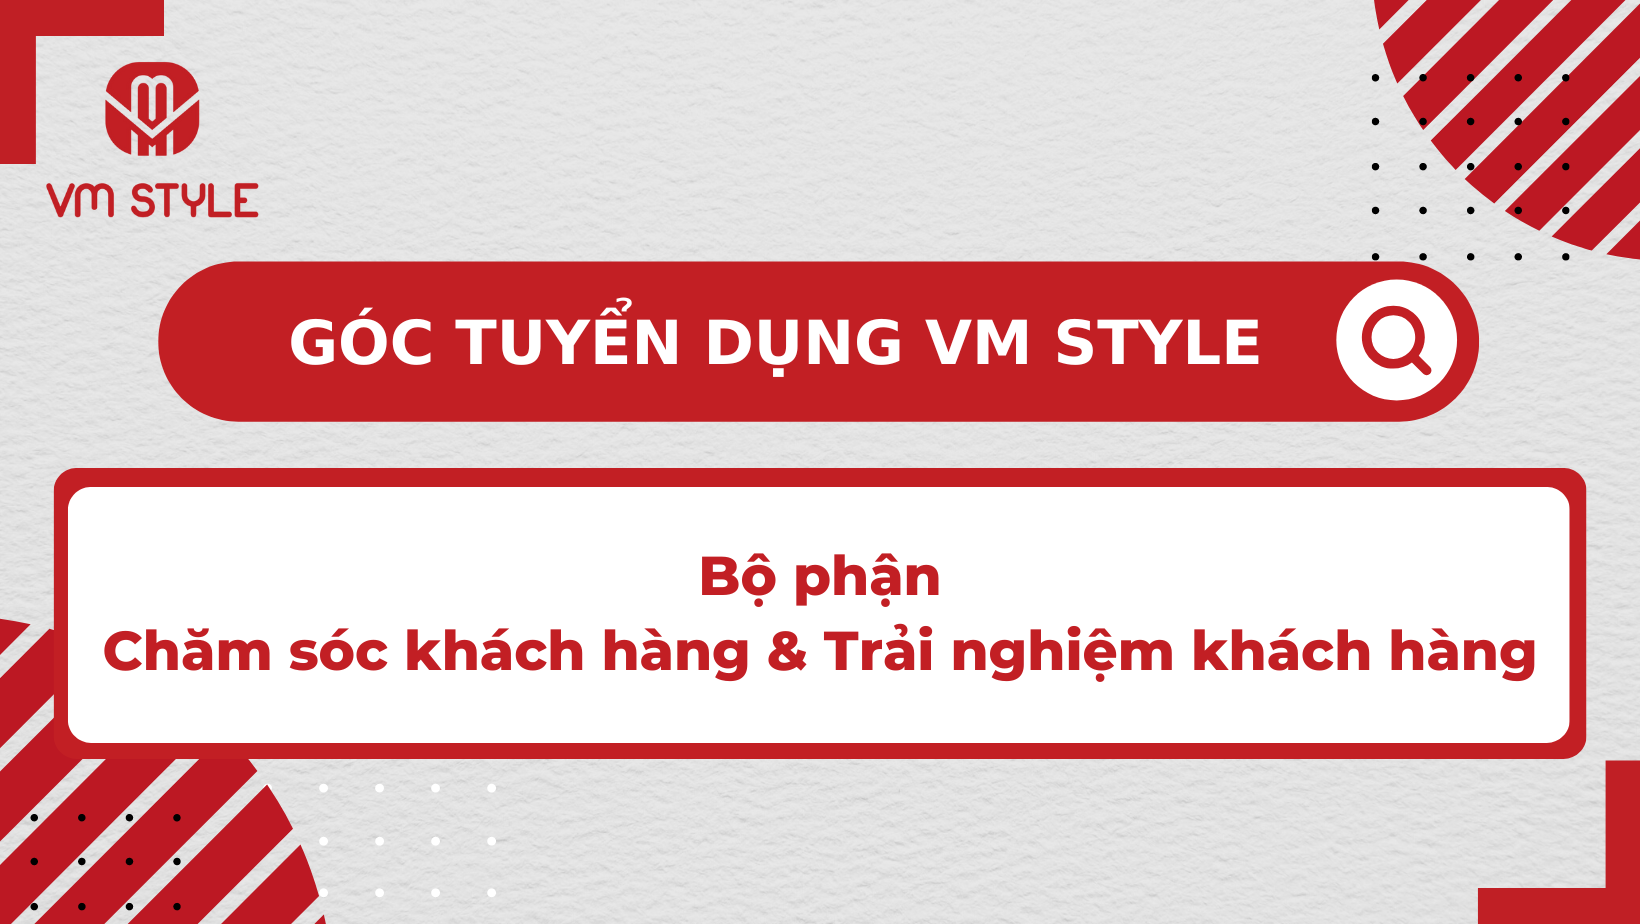 VM STYLE
GÓC TUYỂN DỤNG VM STYLE
Bộ phận
Chăm sóc khách hàng & Trải nghiệm khách hàng